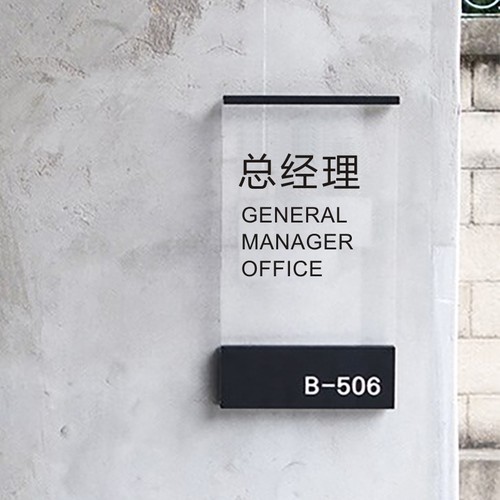 总经理
GENERAL
MANAGER
OFFICE
B-506